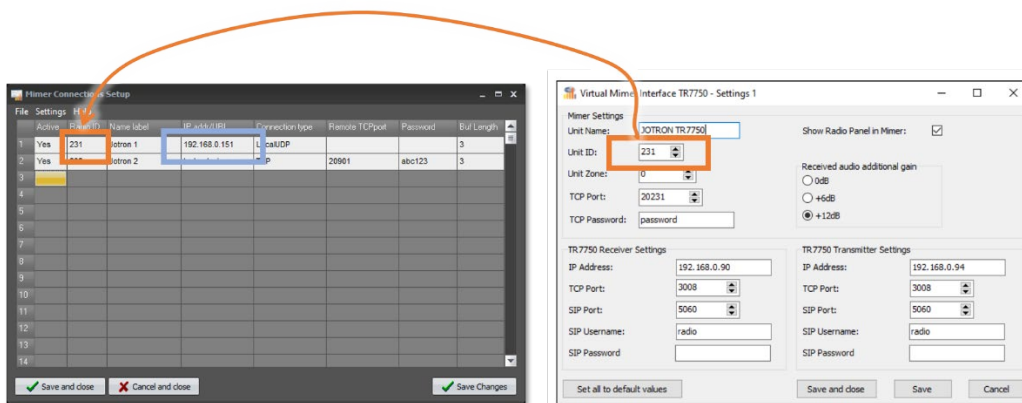 Mimer Connections Setup
File Settings
Active Name label Connection type Remote TCPport Password Buf Length
1 Yes 231 Jotron 1 192.168.0.151 LocalUDP 3
2 Yes Jotron 2 20901 abc123 3
3
4
5
6
7
8
9
10
11
12
13
14
Save and close Cancel and close Save Changes
Virtual Mimer Interface TR7750 - Settings 1
Mimer Settings
Unit Name: JOTRON TR7750 Show Radio Panel in Mimer:
Unit ID: 231
Received audio additional gain
Unit Zone: 0 0dB
TCP Port: 20231 +6dB
TCP Password: password +12dB
TR7750 Receiver Settings TR7750 Transmitter Settings
IP Address: 192.168.0.90 IP Address: 192.168.0.94
TCP Port: 3008 TCP Port: 3008
SIP Port: 5060 SIP Port: 5060
SIP Username: radio SIP Username: radio
SIP Password SIP Password
Set all to default values Save and close Save Cancel